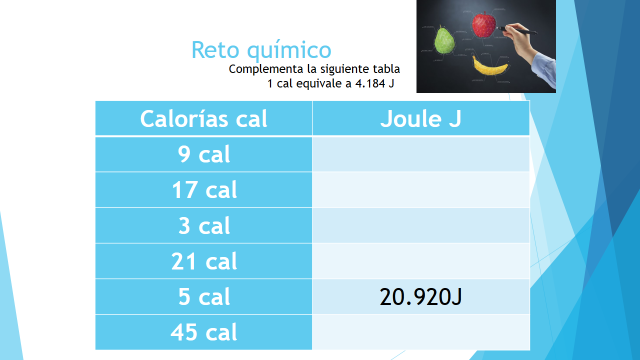 Reto químico
Complementa la siguiente tabla
1 cal equivale a 4.184 J
Calorías cal Joule J
9 cal
17 cal
3 cal
21 cal
5 cal 20.920J
45 cal